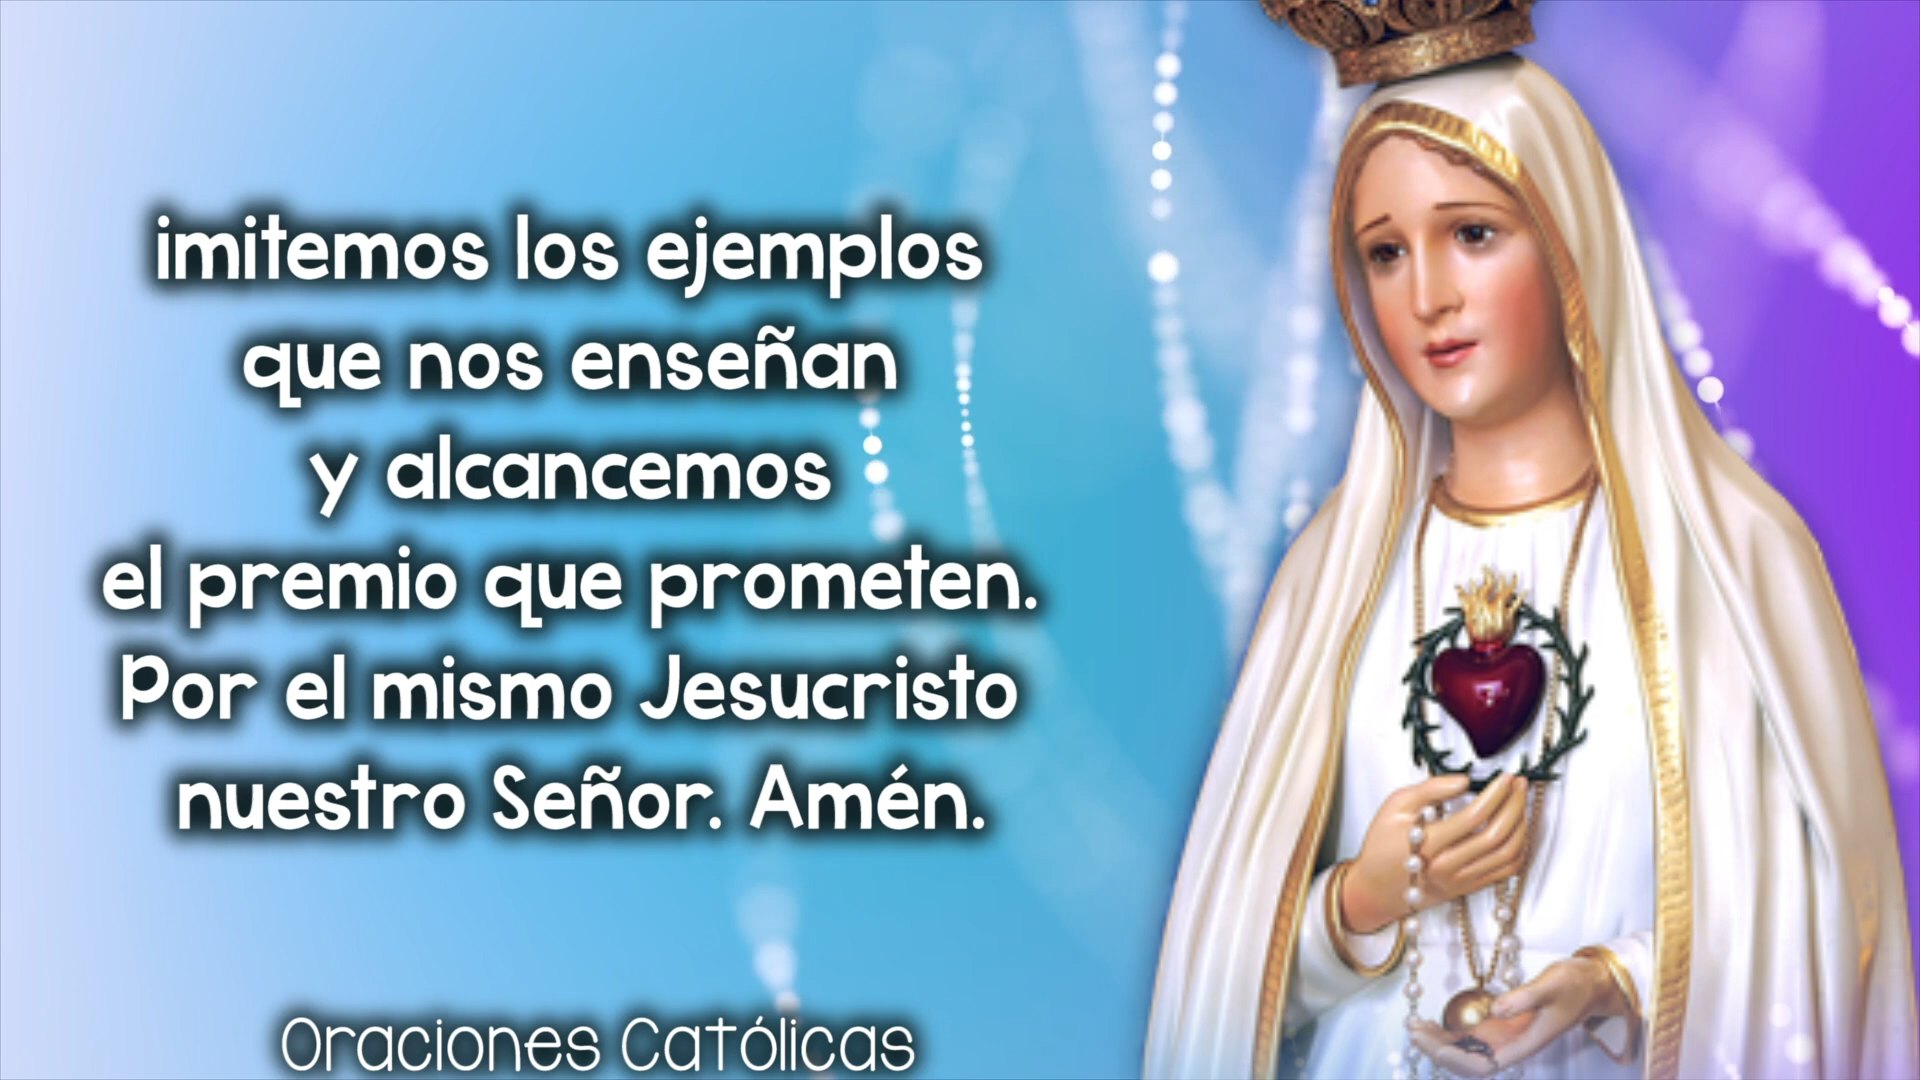 imitemos los ejemplos
que nos enseñan
y alcancemos
el premio que prometen.
Por el mismo Jesucristo
nuestro Señor. Amén.
Oraciones Católicas